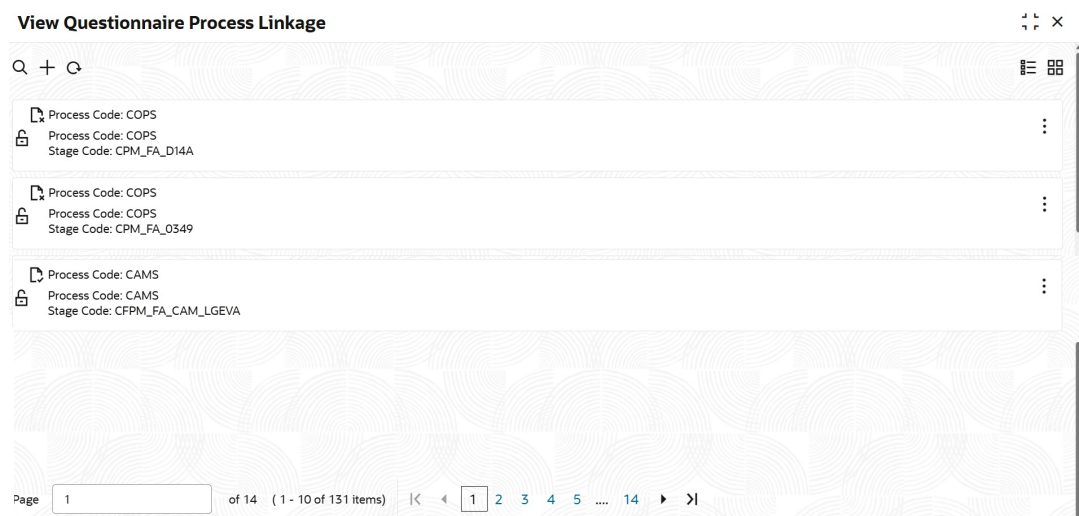 View Questionnaire Process Linkage
Process Code: COPS
Process Code: COPS
Stage Code: CPM_FA_D14A
Process Code: COPS
Process Code: COPS
Stage Code: CPM_FA_0349
Process Code: CAMS
Process Code: CAMS
Stage Code: CFPM_FA_CAM_LGEVA
Page 1 of 14 ( 1 - 10 of 131 items) 1 2 3 4 5 .... 14